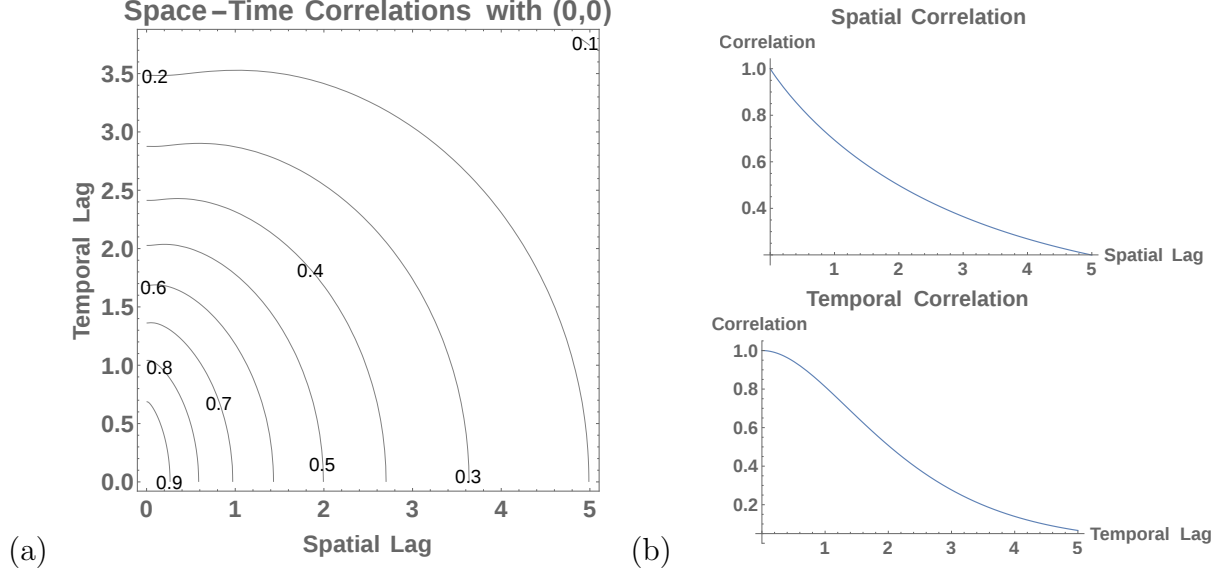 Space−Time Correlations with (0,0)
0.1
3.5
0.2
3.0
2.5
2.0
0.4
0.6
1.5
1.0
0.8
0.7
0.5
0.5
0.3
0.0
0.9
0 1 2 3 4 5
Temporal Lag
Spatial Lag
(a)
Spatial Correlation
Correlation
1.0
0.8
0.6
0.4
1 2 3 4 5
Spatial Lag
Temporal Correlation
Correlation
1.0
0.8
0.6
0.4
0.2
1 2 3 4 5
Temporal Lag
(b)